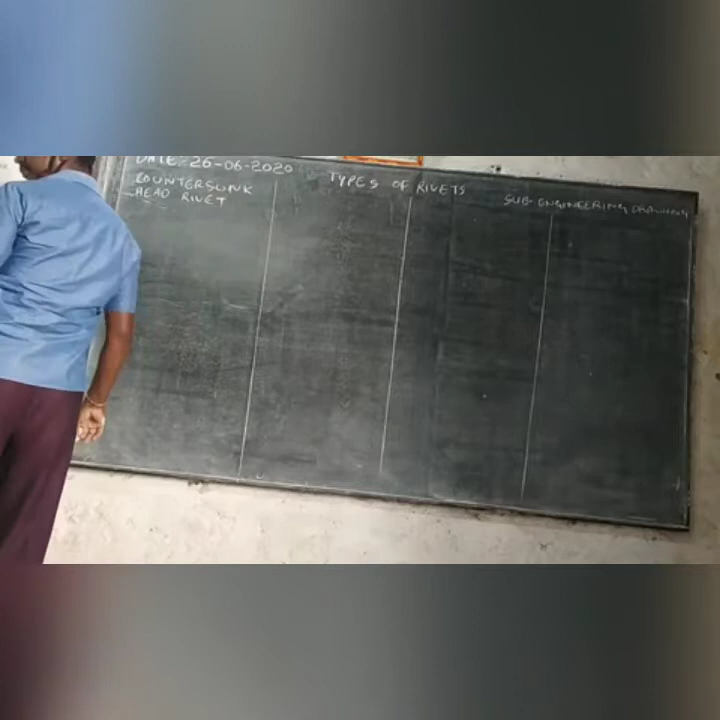 DATE:-26-06-2020
TYPES OF RIVETS
SUB-ENGINEERING DRAWING
COUNTERSUNK
HEAD RIVET